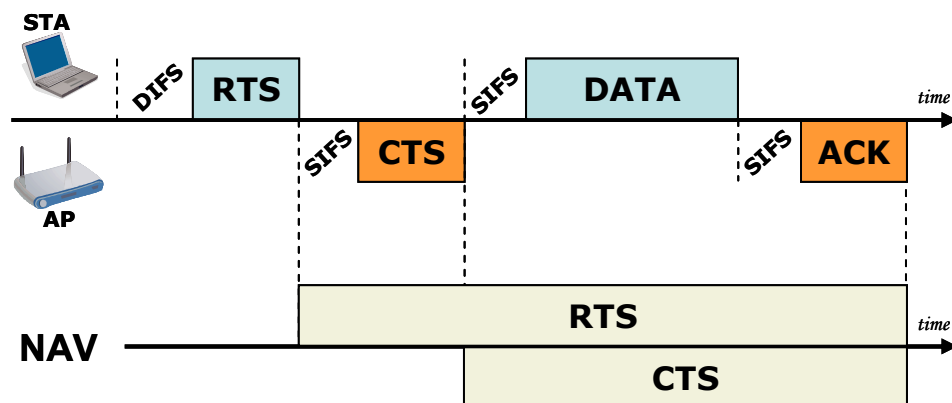 STA
DIFS
RTS
SIFS
DATA
time
SIFS
CTS
SIFS
ACK
AP
RTS
time
NAV
CTS